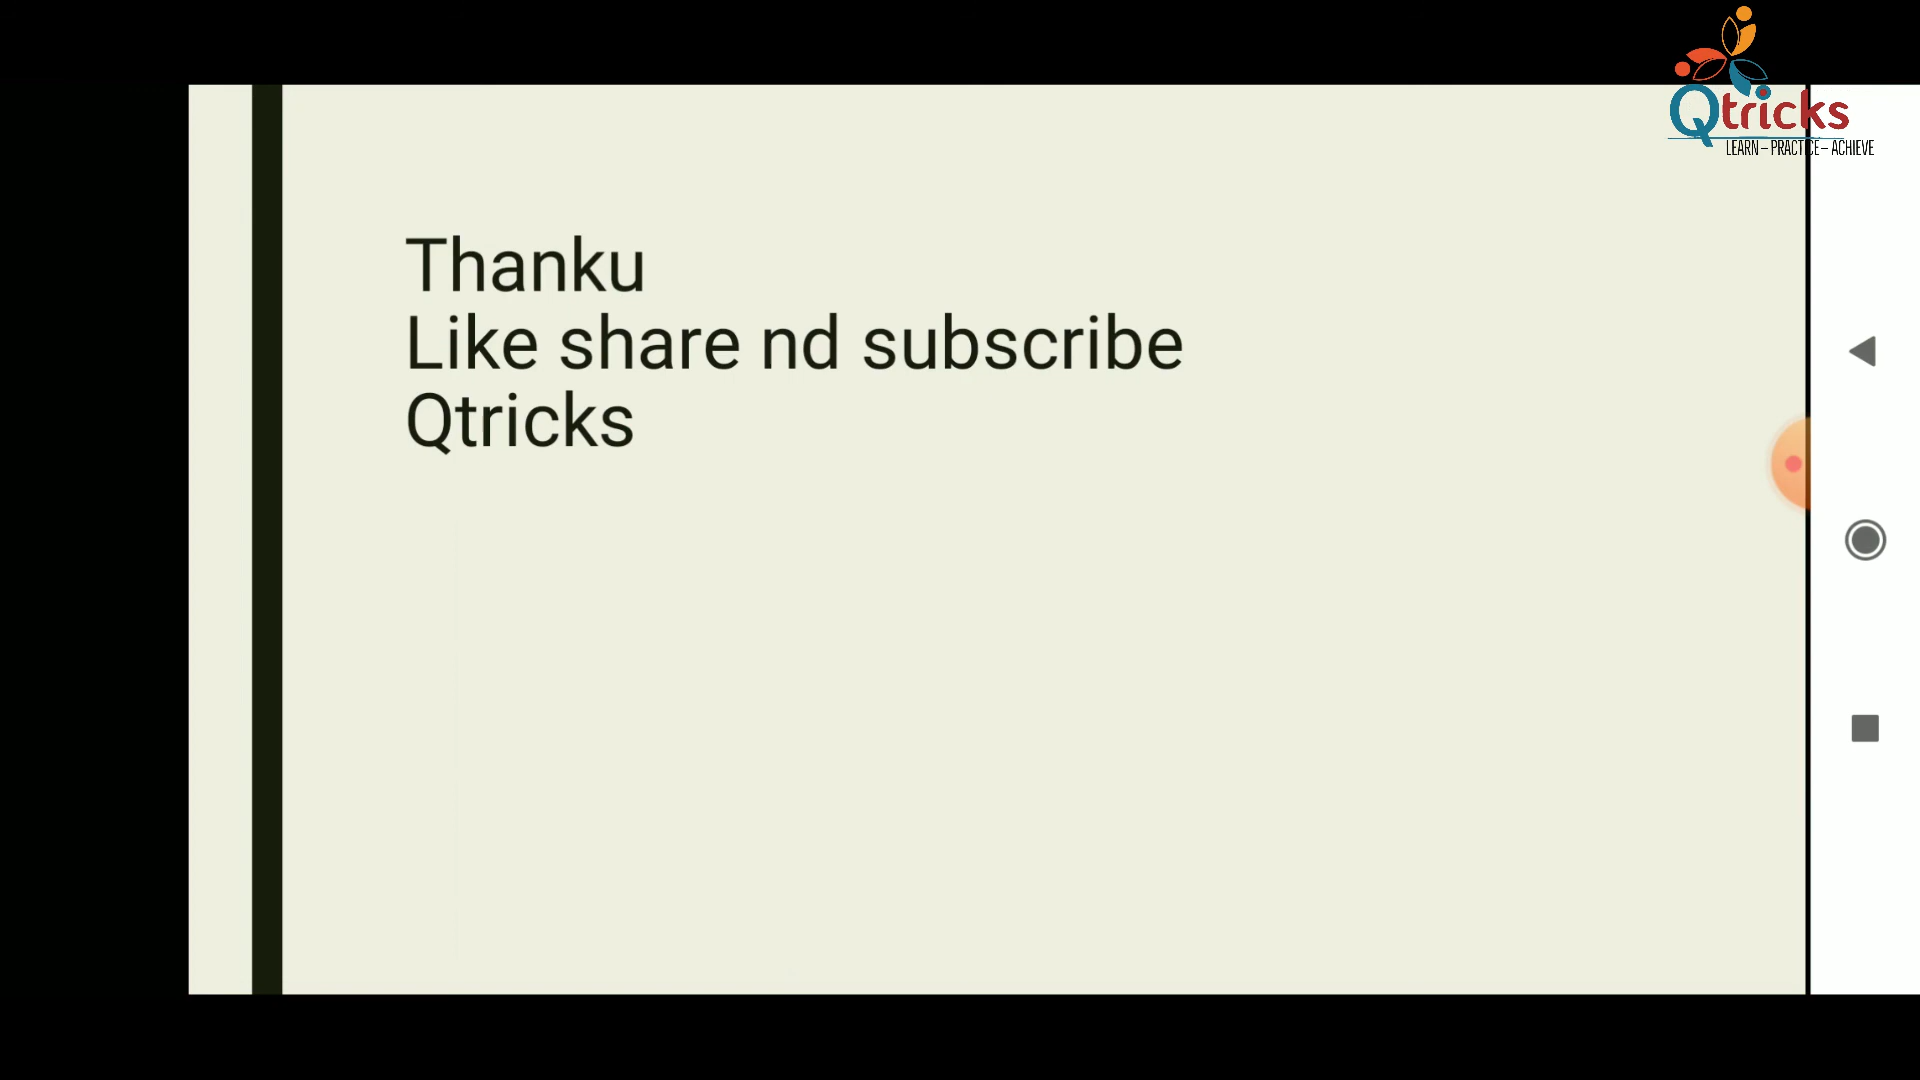 Qtricks
LEARN – PRACTICE – ACHIEVE
Thanku
Like share nd subscribe
Qtricks